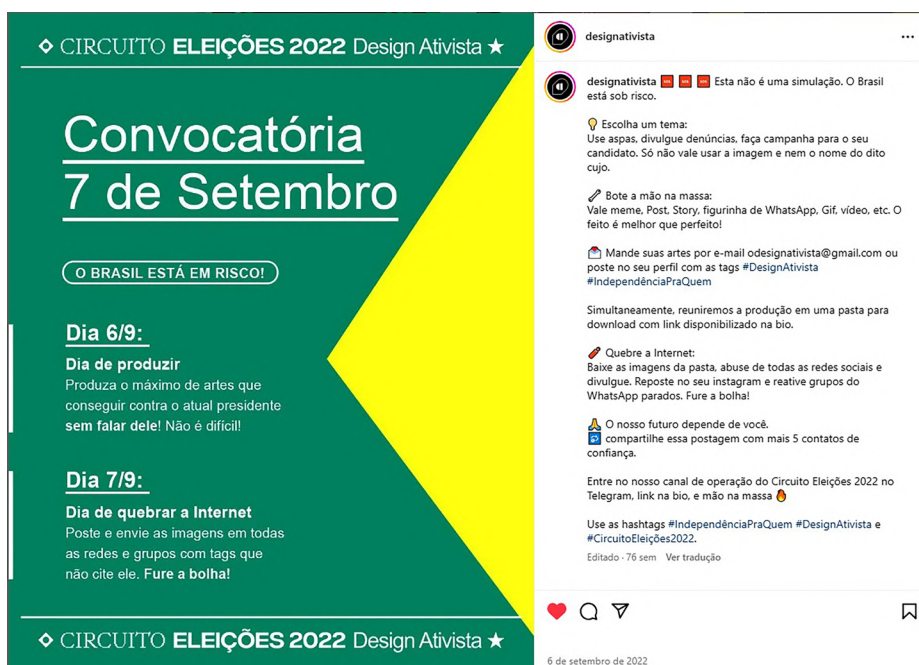 CIRCUITO ELEIÇÕES 2022 Design Ativista
Convocatória
7 de Setembro
O BRASIL ESTÁ EM RISCO!
Dia 6/9:
Dia de produzir
Produza o máximo de artes que
conseguir contra o atual presidente
sem falar dele! Não é difícil!
Dia 7/9:
Dia de quebrar a Internet
Poste e envie as imagens em todas
as redes e grupos com tags que
não cite ele. Fure a bolha!
CIRCUITO ELEIÇÕES 2022 Design Ativista
designativista
designativista 🆘 🆘 🆘 Esta não é uma simulação. O Brasil
está sob risco.
💡 Escolha um tema:
Use aspas, divulgue denúncias, faça campanha para o seu
candidato. Só não vale usar a imagem e nem o nome do dito
cujo.
🦯 Bote a mão na massa:
Vale meme, Post, Story, figurinha de WhatsApp, Gif, vídeo, etc. O
feito é melhor que perfeito!
📩 Mande suas artes por e-mail odesignativista@gmail.com ou
poste no seu perfil com as tags #DesignAtivista
#IndependênciaPraQuem
Simultaneamente, reuniremos a produção em uma pasta para
download com link disponibilizado na bio.
🧨 Quebre a Internet:
Baixe as imagens da pasta, abuse de todas as redes sociais e
divulgue. Reposte no seu instagram e reative grupos do
WhatsApp parados. Fure a bolha!
🙏 O nosso futuro depende de você.
🔁 compartilhe essa postagem com mais 5 contatos de
confiança.
Entre no nosso canal de operação do Circuito Eleições 2022 no
Telegram, link na bio, e mão na massa 🔥
Use as hashtags #IndependênciaPraQuem #DesignAtivista e
#CircuitoEleições2022.
Editado · 76 sem Ver tradução
6 de setembro de 2022